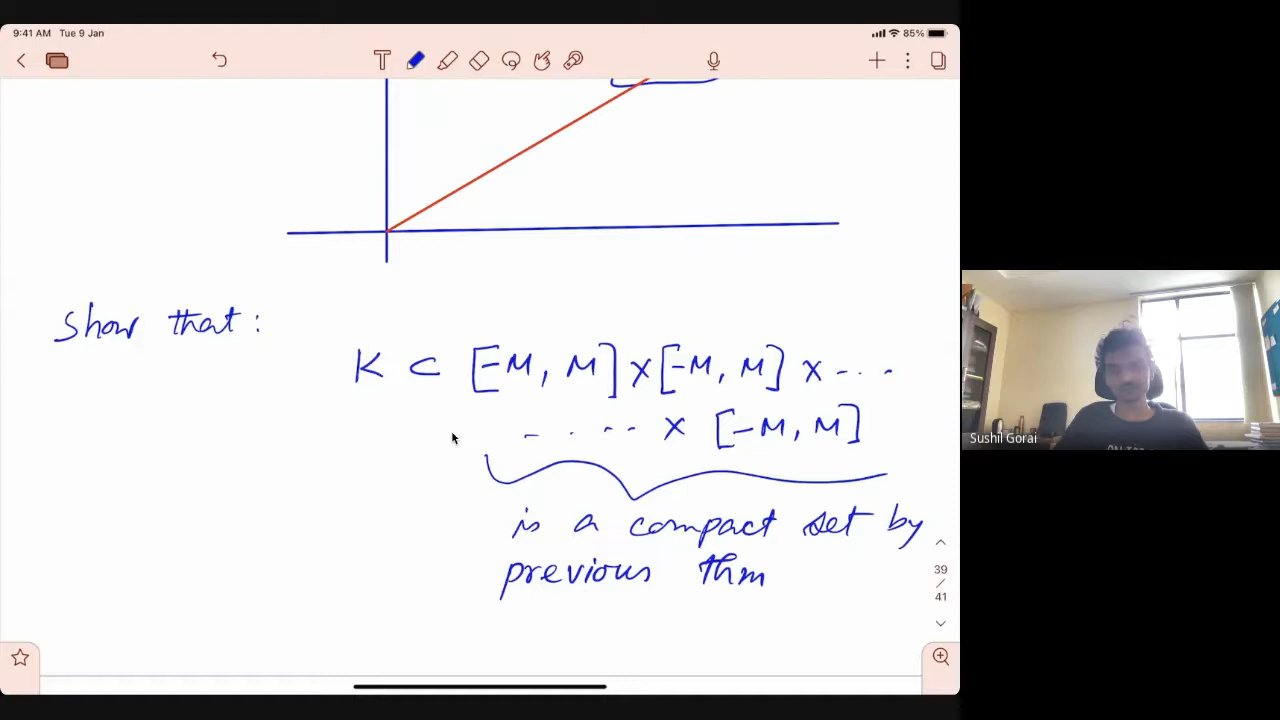 9:41 AM Tue 9 Jan
85%
T
Show that :
K ⊂ [-M, M] × [-M, M] × - - · ·
- · · · - × [-M, M]
is a compact set by
previous thm
39
/
41
Sushil Gorai